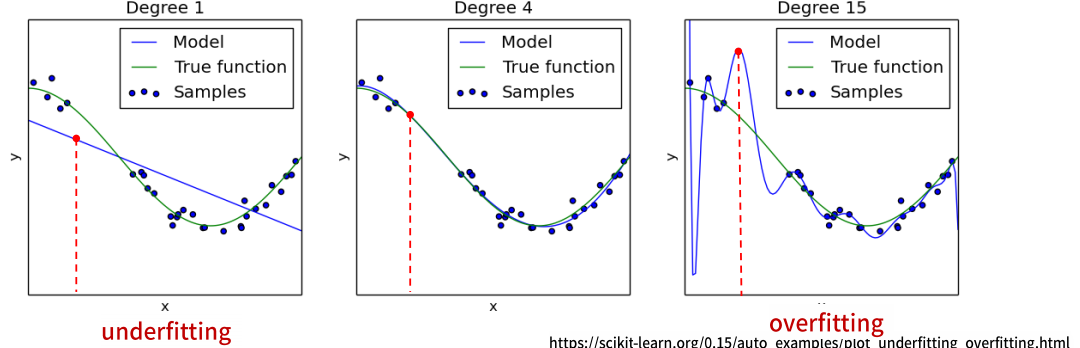 Degree 1
Model
True function
Samples
y
x
underfitting
Degree 4
Model
True function
Samples
y
x
Degree 15
Model
True function
Samples
y
overfitting
https://scikit-learn.org/0.15/auto_examples/plot_underfitting_overfitting.html